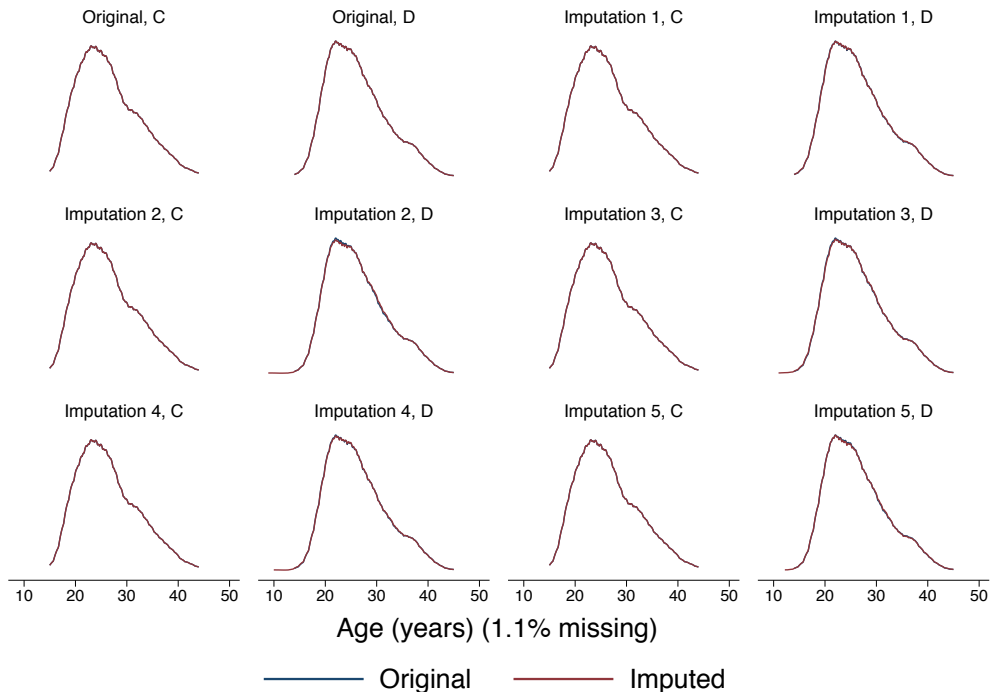 Original, C
Original, D
Imputation 1, C
Imputation 1, D
Imputation 2, C
Imputation 2, D
Imputation 3, C
Imputation 3, D
Imputation 4, C
Imputation 4, D
Imputation 5, C
Imputation 5, D
10 20 30 40 50
10 20 30 40 50
10 20 30 40 50
10 20 30 40 50
Age (years) (1.1% missing)
Original
Imputed